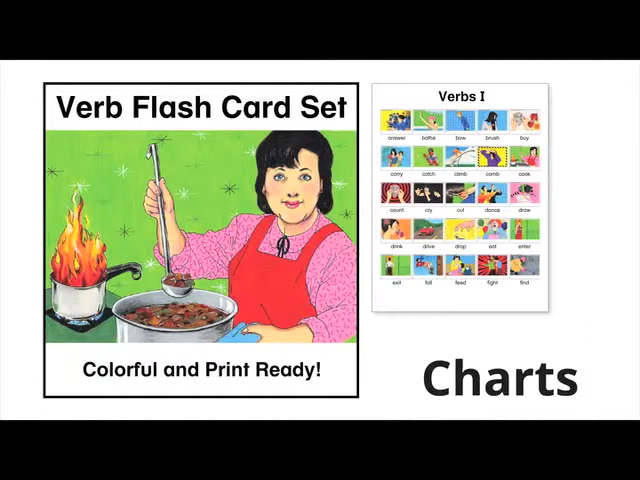 Verb Flash Card Set
Colorful and Print Ready!
Verbs I
answer bathe bow brush buy
carry catch climb comb cook
count cry cut dance draw
drink drive drop eat enter
exit fall feed fight find
Charts